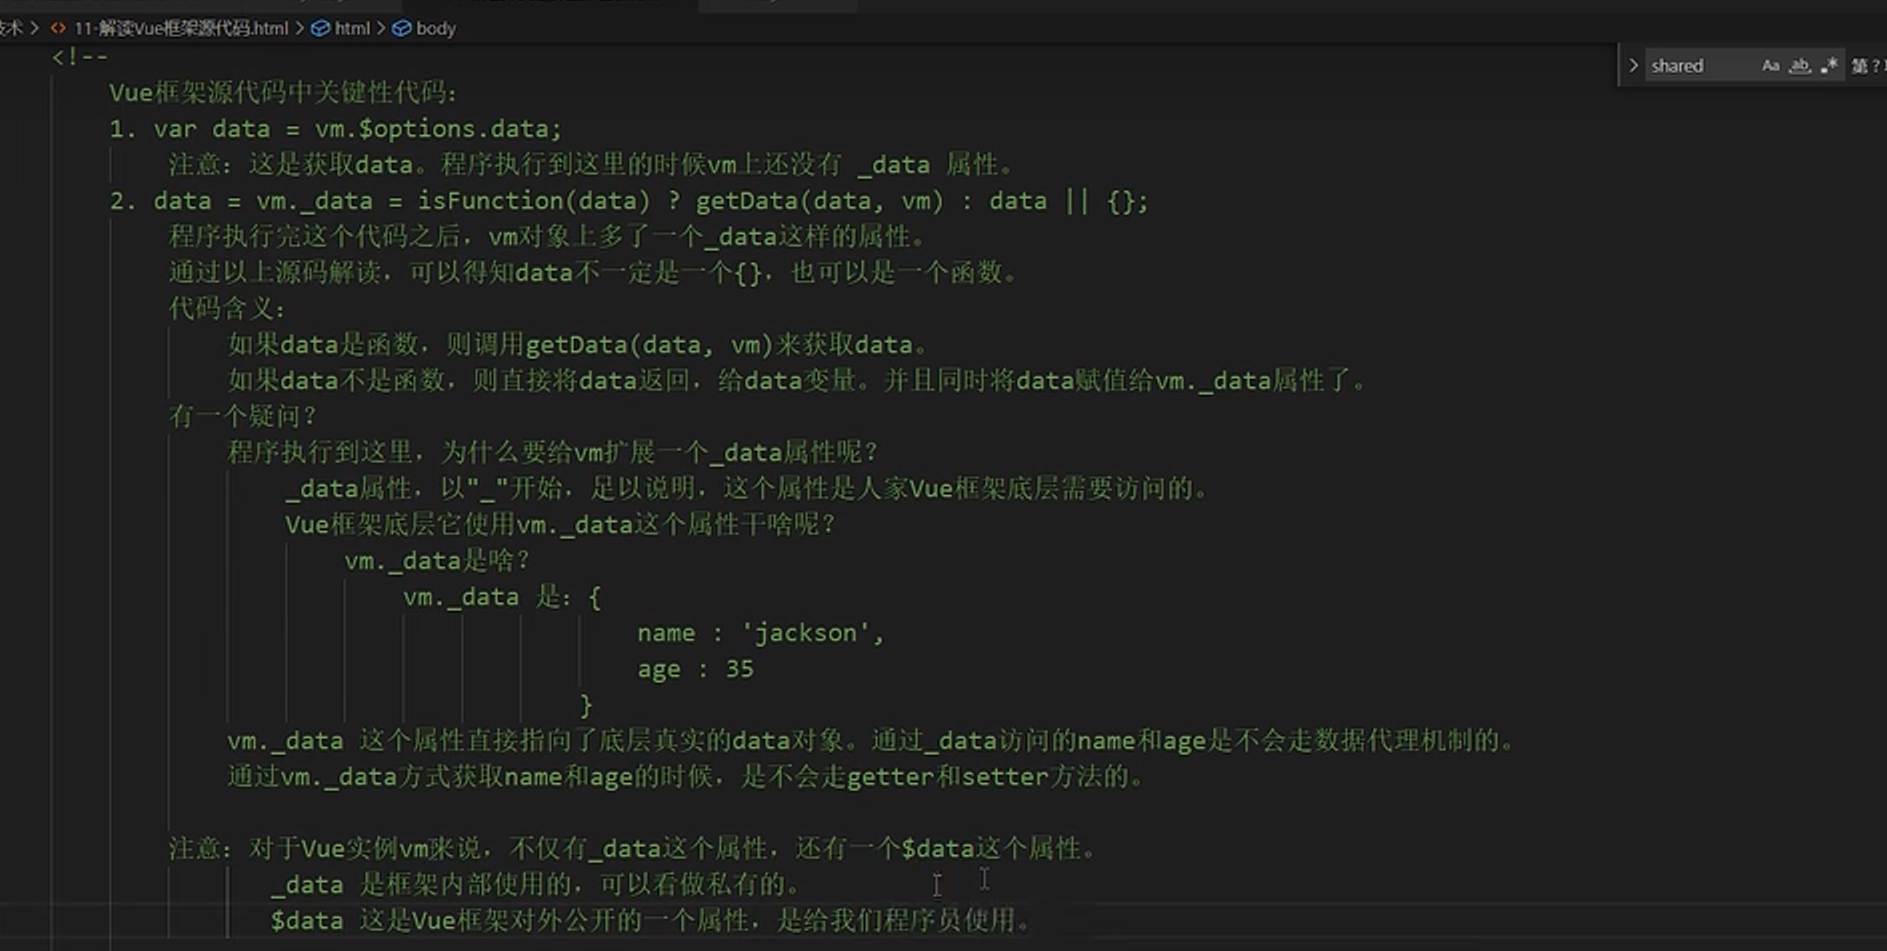 术 > <> 11-解读Vue框架源代码.html > html > body
shared Aa ab .* 第 ?
<!--
Vue框架源代码中关键性代码：
1. var data = vm.$options.data;
注意：这是获取data。程序执行到这里的时候vm上还没有 _data 属性。
2. data = vm._data = isFunction(data) ? getData(data, vm) : data || {};
程序执行完这个代码之后，vm对象上多了一个_data这样的属性。
通过以上源码解读，可以得知data不一定是一个{}，也可以是一个函数。
代码含义：
如果data是函数，则调用getData(data, vm)来获取data。
如果data不是函数，则直接将data返回，给data变量。并且同时将data赋值给vm._data属性了。
有一个疑问？
程序执行到这里，为什么要给vm扩展一个_data属性呢？
_data属性，以"_"开始，足以说明，这个属性是人家Vue框架底层需要访问的。
Vue框架底层它使用vm._data这个属性干啥呢？
vm._data是啥？
vm._data 是：{
name : 'jackson',
age : 35
}
vm._data 这个属性直接指向了底层真实的data对象。通过_data访问的name和age是不会走数据代理机制的。
通过vm._data方式获取name和age的时候，是不会走getter和setter方法的。
注意：对于Vue实例vm来说，不仅有_data这个属性，还有一个$data这个属性。
_data 是框架内部使用的，可以看做私有的。
$data 这是Vue框架对外公开的一个属性，是给我们程序员使用。